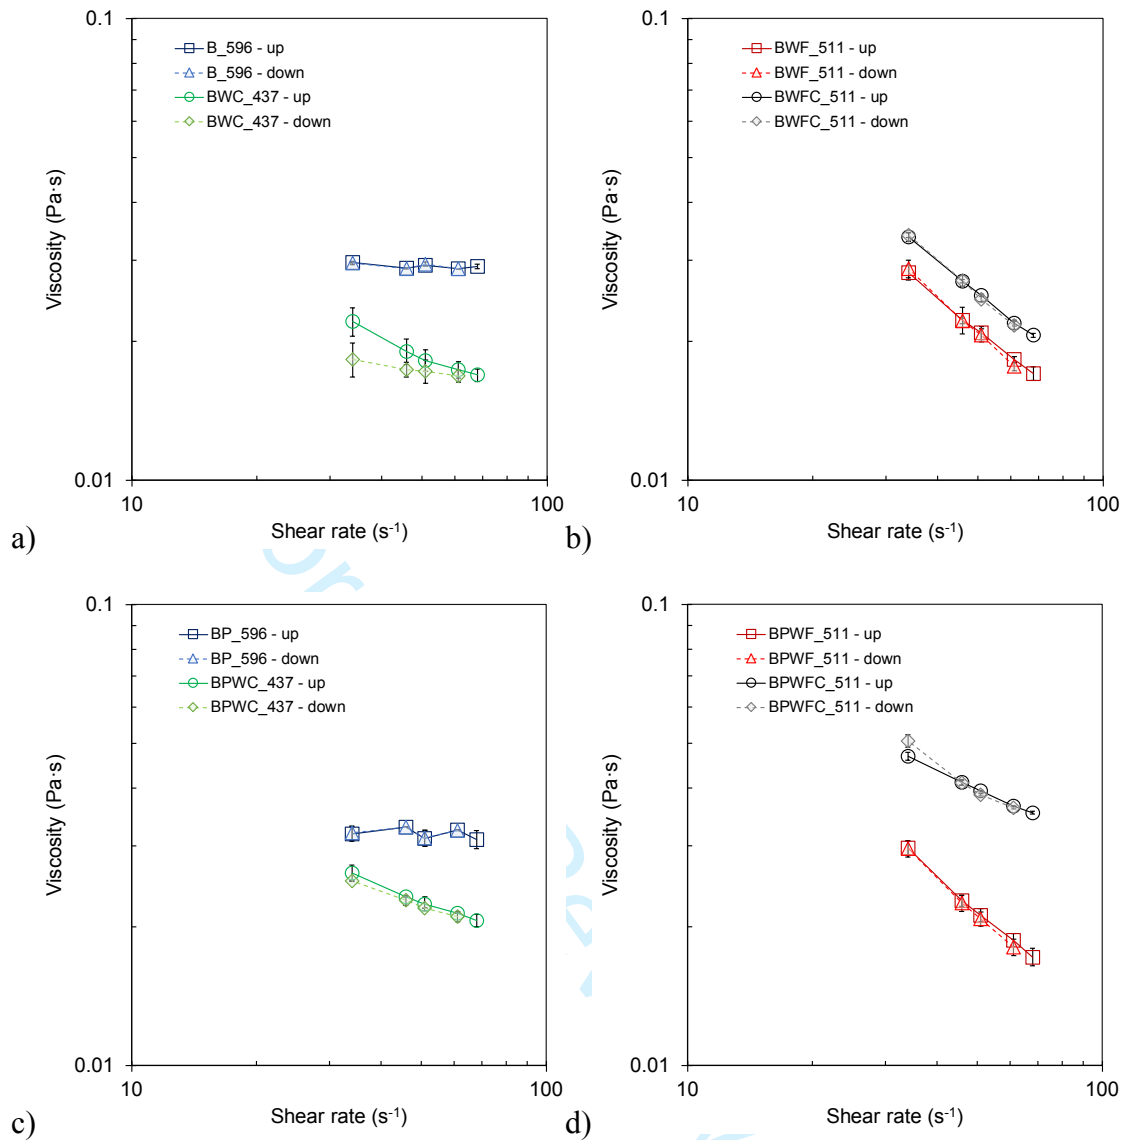 0.1
B_596 - up
B_596 - down
BWC_437 - up
BWC_437 - down
Viscosity (Pa·s)
0.01
10
100
Shear rate (s⁻¹)
a)
0.1
BWF_511 - up
BWF_511 - down
BWFC_511 - up
BWFC_511 - down
Viscosity (Pa·s)
0.01
10
100
Shear rate (s⁻¹)
b)
0.1
BP_596 - up
BP_596 - down
BPWC_437 - up
BPWC_437 - down
Viscosity (Pa·s)
0.01
10
100
Shear rate (s⁻¹)
c)
0.1
BPWF_511 - up
BPWF_511 - down
BPWFC_511 - up
BPWFC_511 - down
Viscosity (Pa·s)
0.01
10
100
Shear rate (s⁻¹)
d)